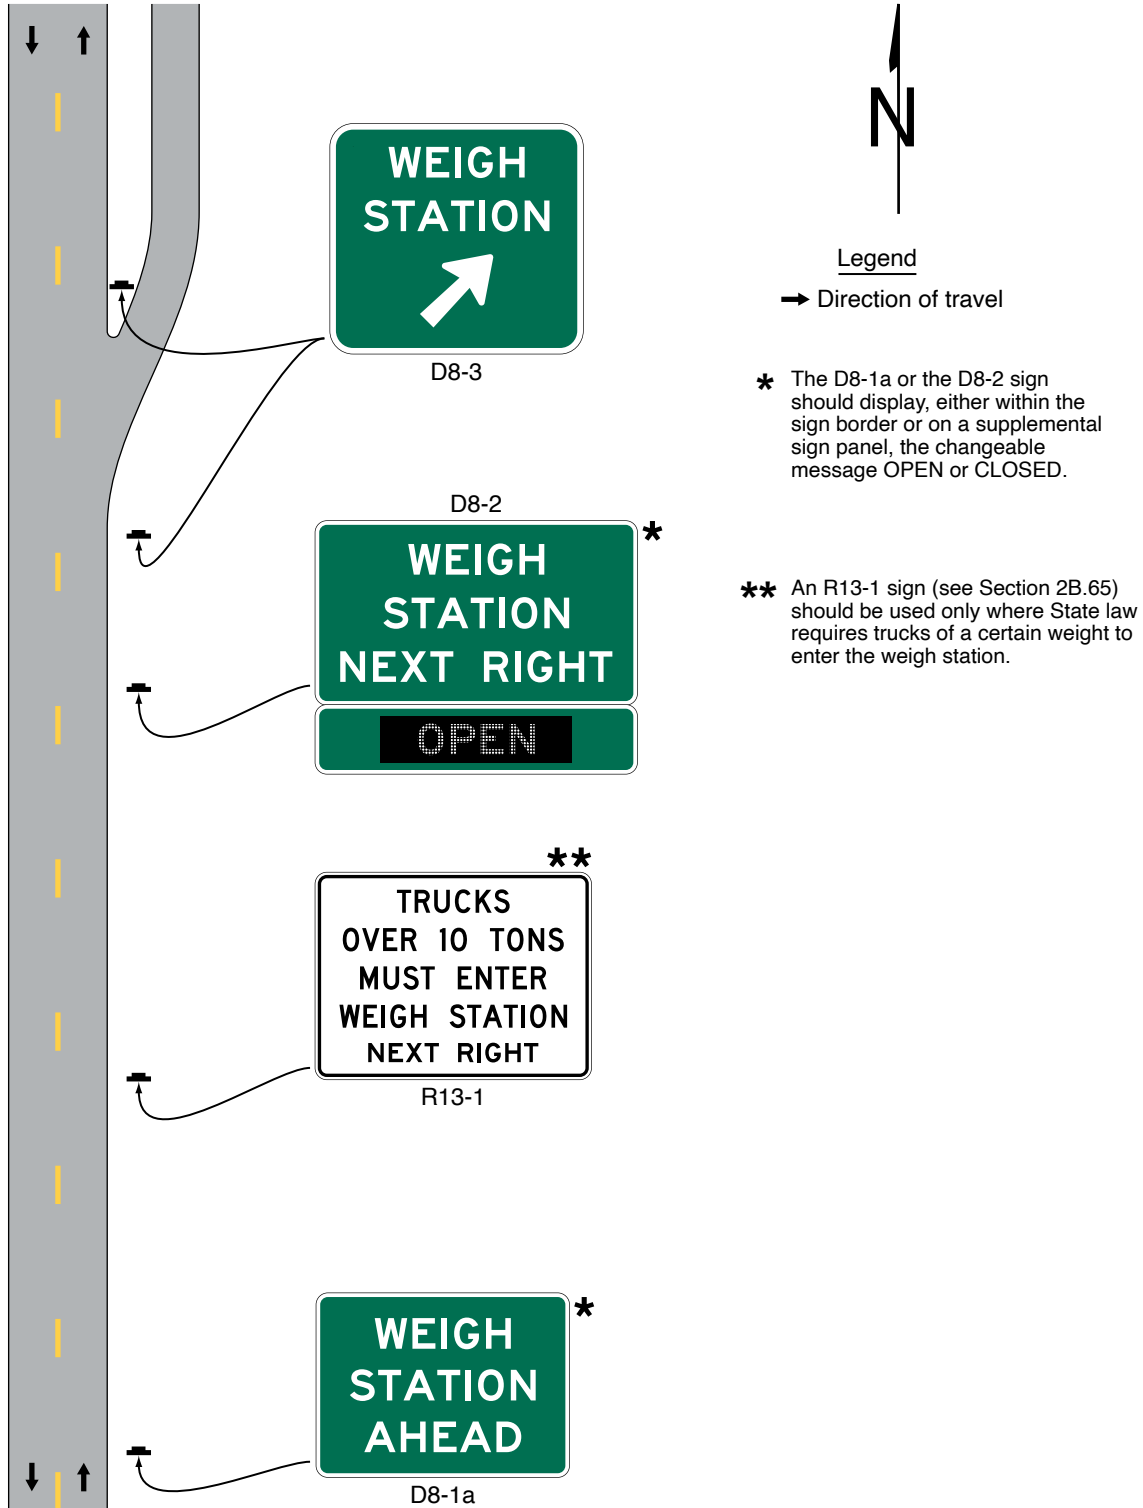 N
Legend
Direction of travel
WEIGH
STATION
D8-3
* The D8-1a or the D8-2 sign
should display, either within the
sign border or on a supplemental
sign panel, the changeable
message OPEN or CLOSED.
D8-2
*
WEIGH
STATION
NEXT RIGHT
OPEN
** An R13-1 sign (see Section 2B.65)
should be used only where State law
requires trucks of a certain weight to
enter the weigh station.
**
TRUCKS
OVER 10 TONS
MUST ENTER
WEIGH STATION
NEXT RIGHT
R13-1
*
WEIGH
STATION
AHEAD
D8-1a